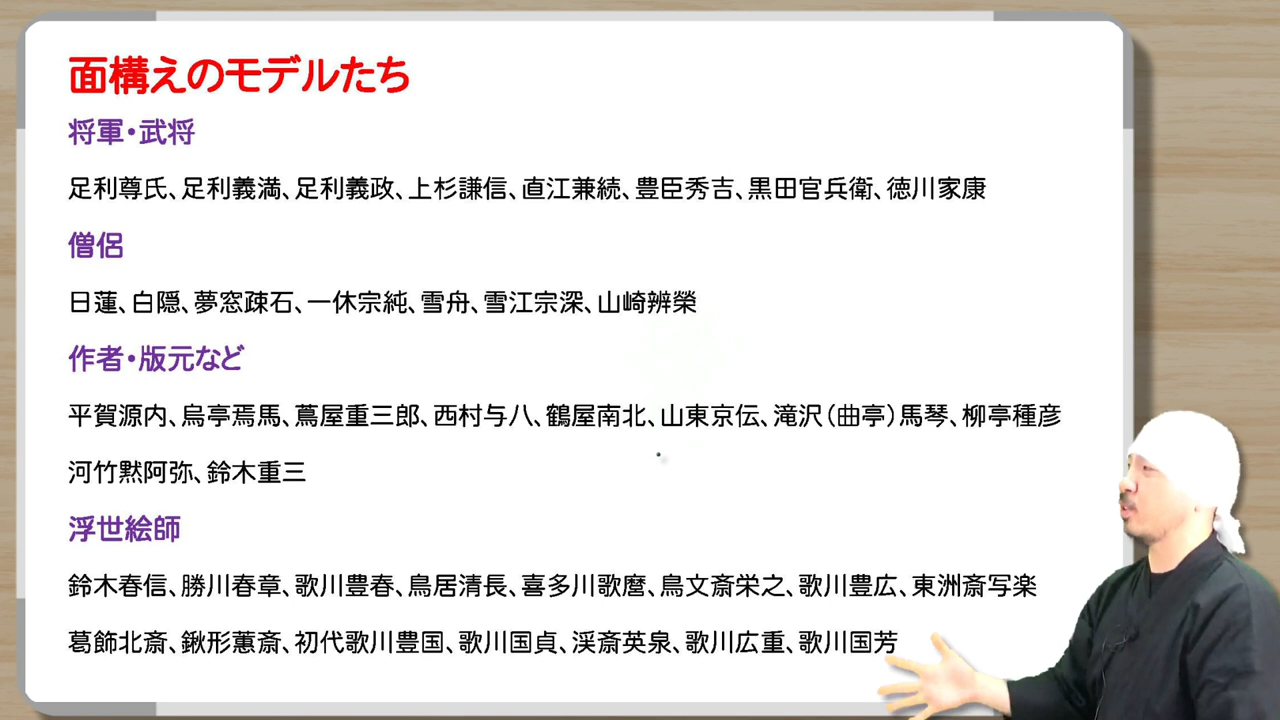 面構えのモデルたち
将軍・武将
足利尊氏、足利義満、足利義政、上杉謙信、直江兼続、豊臣秀吉、黒田官兵衛、徳川家康
僧侶
日蓮、白隠、夢窓疎石、一休宗純、雪舟、雪江宗深、山崎辨榮
作者・版元など
平賀源内、烏亭焉馬、蔦屋重三郎、西村与八、鶴屋南北、山東京伝、滝沢（曲亭）馬琴、柳亭種彦
河竹黙阿弥、鈴木重三
浮世絵師
鈴木春信、勝川春章、歌川豊春、鳥居清長、喜多川歌麿、鳥文斎栄之、歌川豊広、東洲斎写楽
葛飾北斎、鍬形蕙斎、初代歌川豊国、歌川国貞、渓斎英泉、歌川広重、歌川国芳